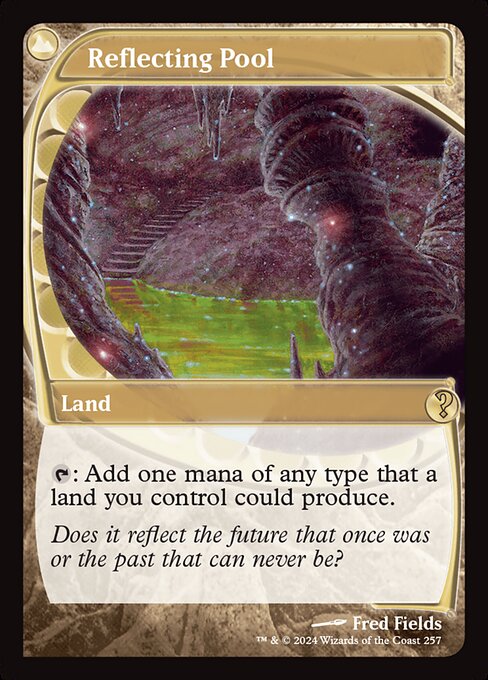 Reflecting Pool
Land
: Add one mana of any type that a
land you control could produce.
Does it reflect the future that once was
or the past that can never be?
Fred Fields
™ & © 2024 Wizards of the Coast 257